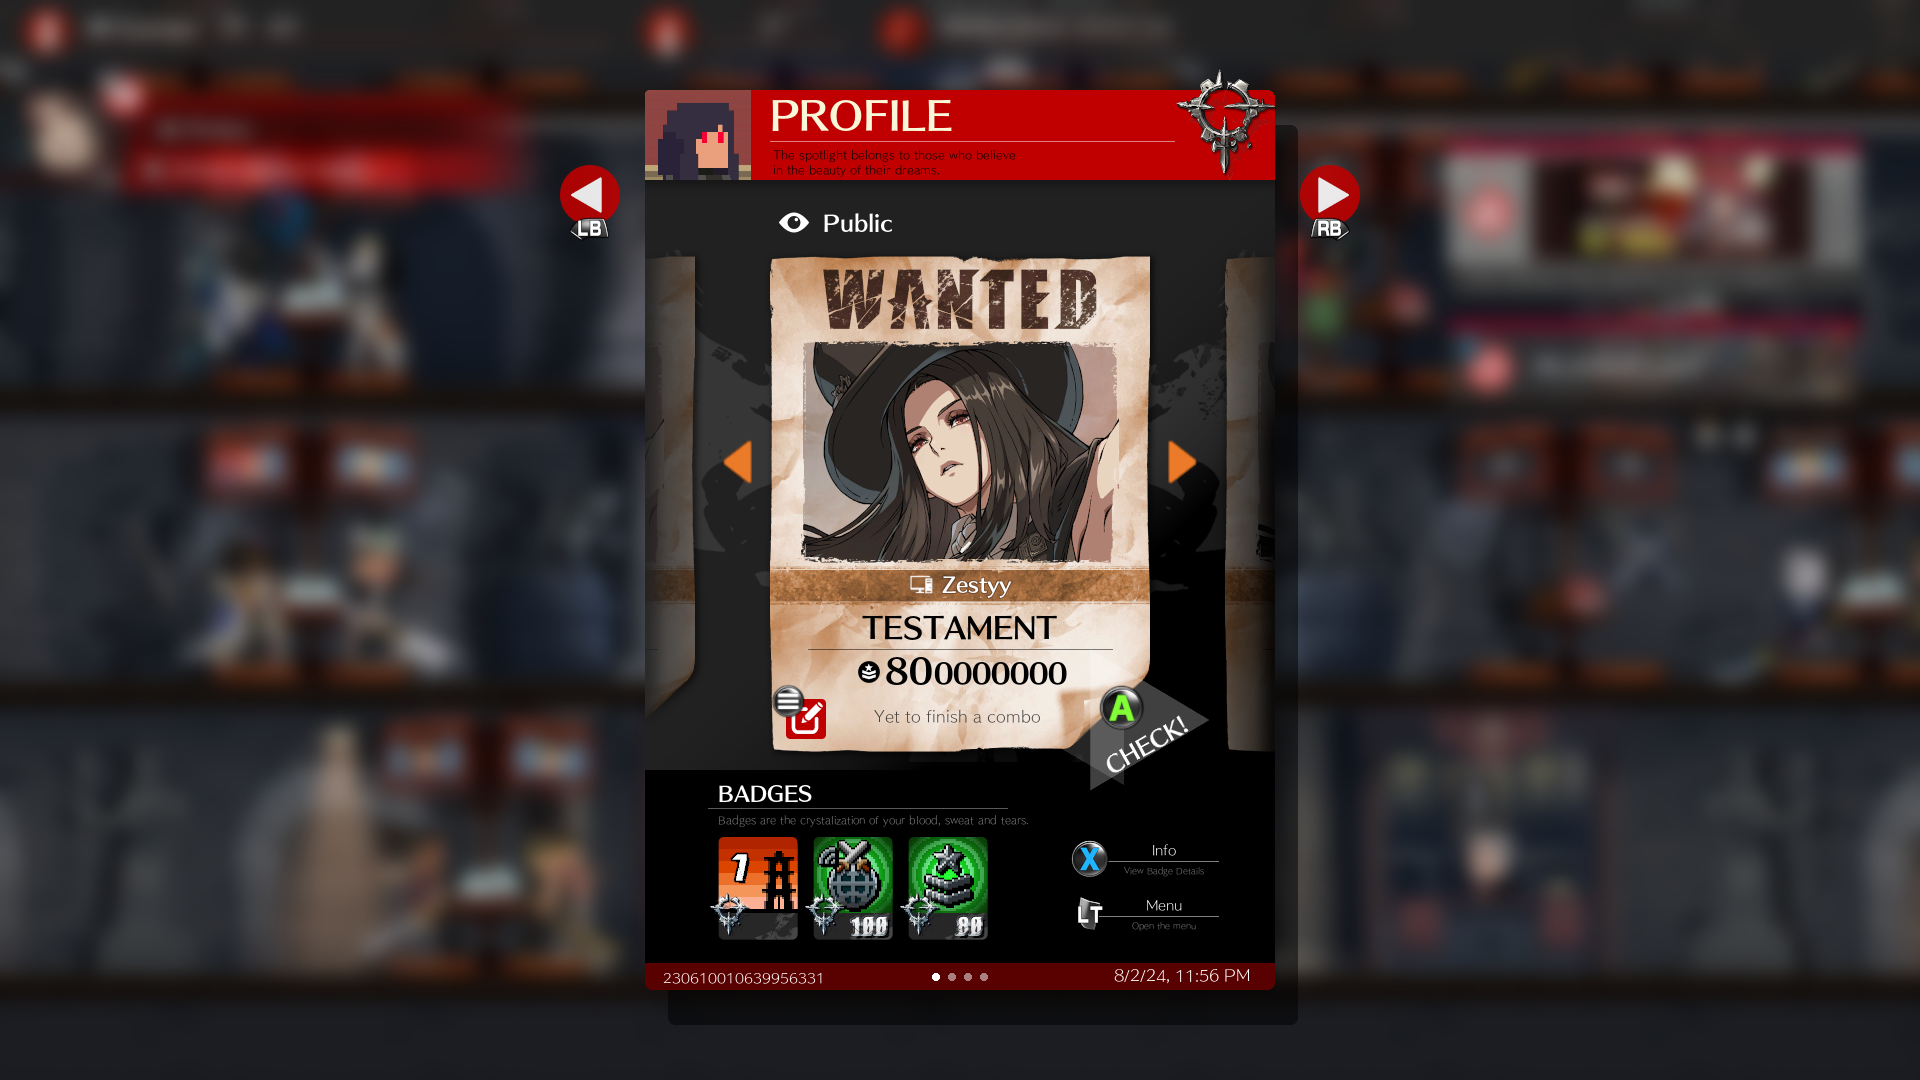 PROFILE
The spotlight belongs to those who believe
in the beauty of their dreams.
LB
RB
Public
WANTED
Zestyy
TESTAMENT
800000000
Yet to finish a combo
A
CHECK!
BADGES
Badges are the crystalization of your blood, sweat and tears.
1
100
80
X
Info
View Badge Details
LT
Menu
Open the menu
230610010639956331
8/2/24, 11:56 PM